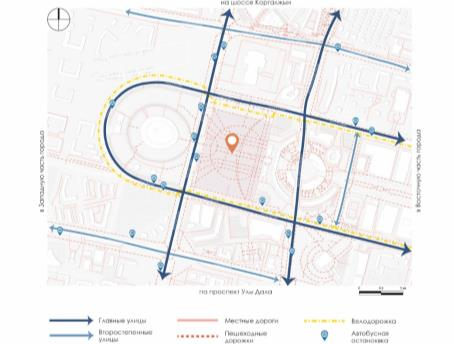 на шоссе Коргалжын
в Западную часть города
в Восточную часть города
на проспект Улы Дала
Главные улицы
Второстепенные
улицы
Местные дороги
Пешеходные
дорожки
Велодорожка
Автобусная
остановка